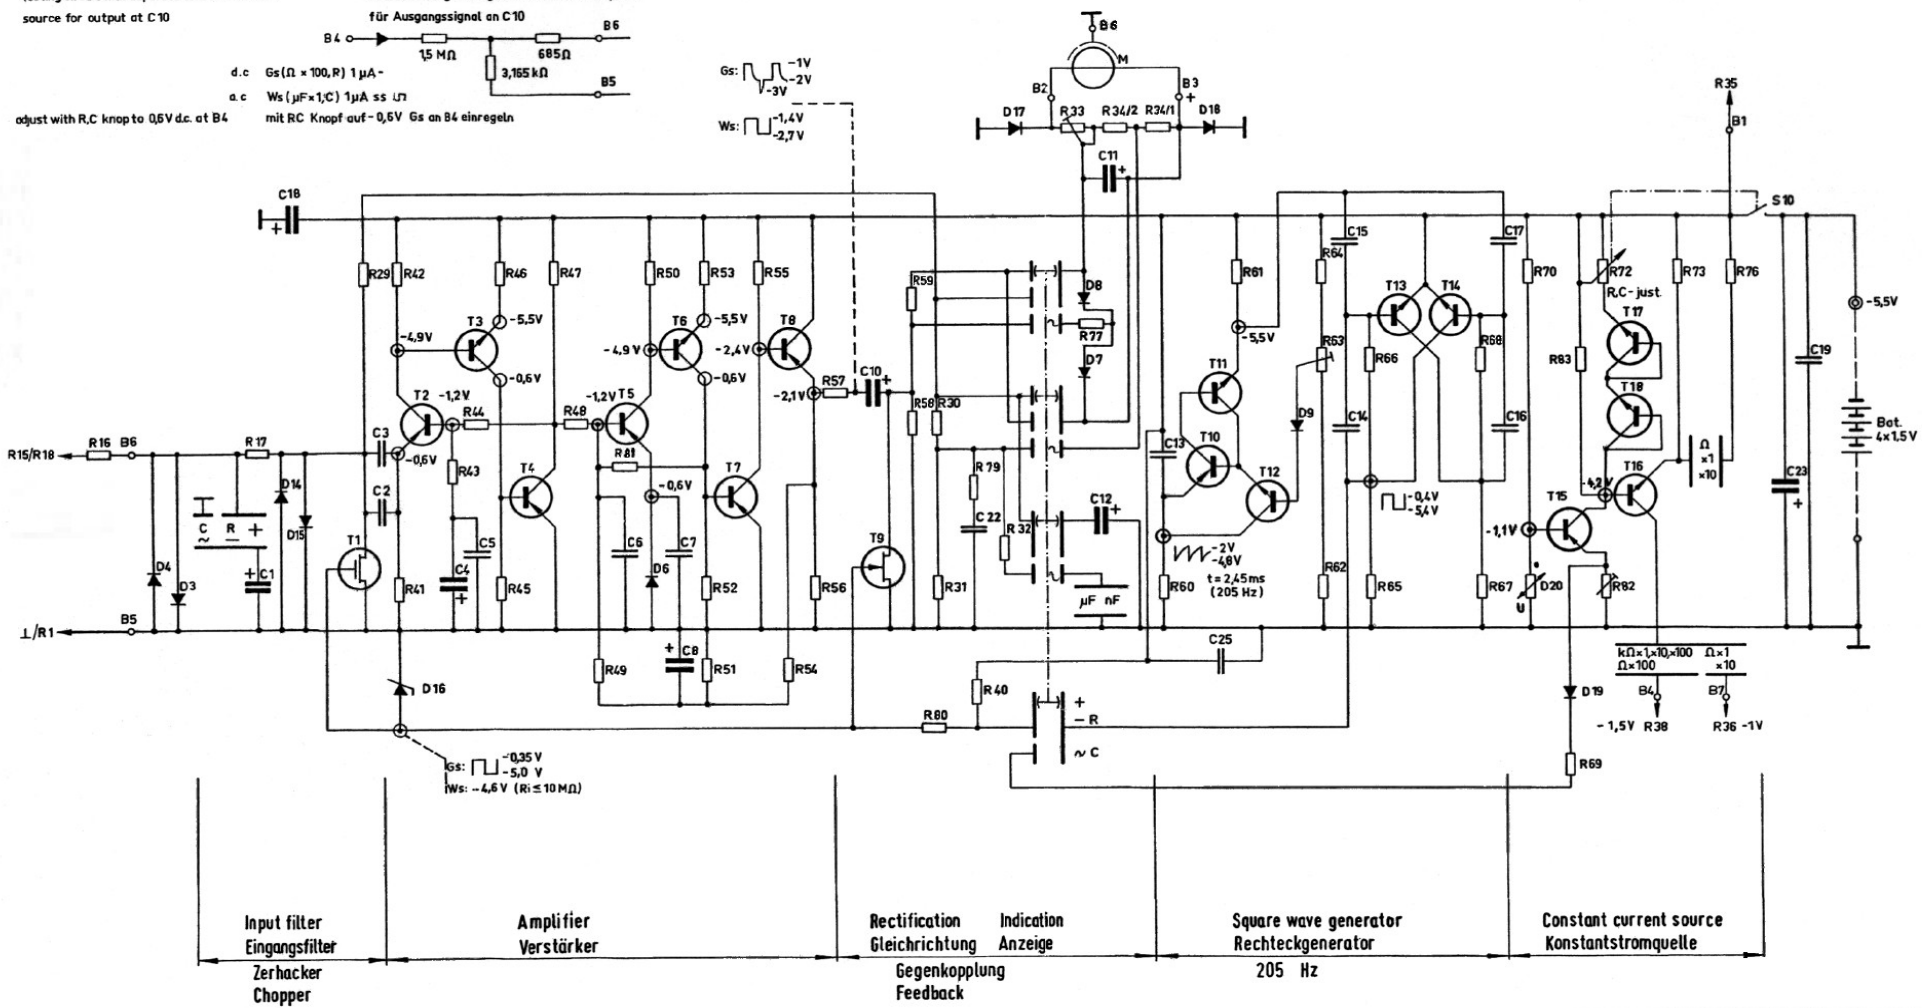 source for output at C10
für Ausgangssignal an C10
B4
1,5 MΩ
685Ω
B6
3,165 kΩ
B5
d.c Gs (Ω × 100, R) 1 µA-
a.c Ws (µF×1, C) 1µA ss
adjust with R,C knop to 0,6V d.c. at B4
mit RC Knopf auf -0,6V Gs an B4 einregeln
Gs: -1V -2V -3V
Ws: -1,4V -2,7V
B6
M
B2
B3
+
D17
R33
R34/2
R34/1
D18
C11
+
R35
B1
S10
C18
+
R29
R42
R46
R47
R50
R53
R55
R59
D8
R77
D7
R61
R64
C15
T13
T14
C17
R70
R72
R,C-just.
R73
R76
-5,5V
T3
-5,5V
-4,9V
-0,6V
T6
-5,5V
-4,9V
-0,6V
T8
-2,4V
-2,1V
R57
C10
+
R58
R30
-5,5V
T11
R63
R66
R68
R83
T17
T18
C19
T2
-1,2V
R44
R48
-1,2V
T5
D9
C14
C16
Bat.
4×1,5V
R15/R18
R16
B6
R17
C3
-0,6V
R43
R81
T4
T7
-0,6V
C13
T10
T12
-0,4V
-5,4V
-4,2V
T16
T15
-1,1V
Ω
×1
×10
C23
+
C
~
R
—
+
+
C1
D14
D15
C2
T1
D4
D3
R41
C4
+
C5
R45
C6
D6
C7
R52
R56
T9
R79
C22
R32
C12
+
R31
µF nF
R60
-2V
-4,8V
t = 2,45ms
(205 Hz)
R62
R65
R67
D20
U
R82
⊥/R1
B5
D16
R49
+
C8
R51
R54
R40
C25
kΩ×1,×10,×100
Ω×100
Ω×1
×10
B4
B7
D19
-1,5V R38
R36 -1V
R80
+
- R
~ C
R69
Gs: -0,35V
-5,0 V
Ws: -4,6V (Ri ≤ 10 MΩ)
Input filter
Eingangsfilter
Zerhacker
Chopper
Amplifier
Verstärker
Rectification
Gleichrichtung
Indication
Anzeige
Gegenkopplung
Feedback
Square wave generator
Rechteckgenerator
205 Hz
Constant current source
Konstantstromquelle